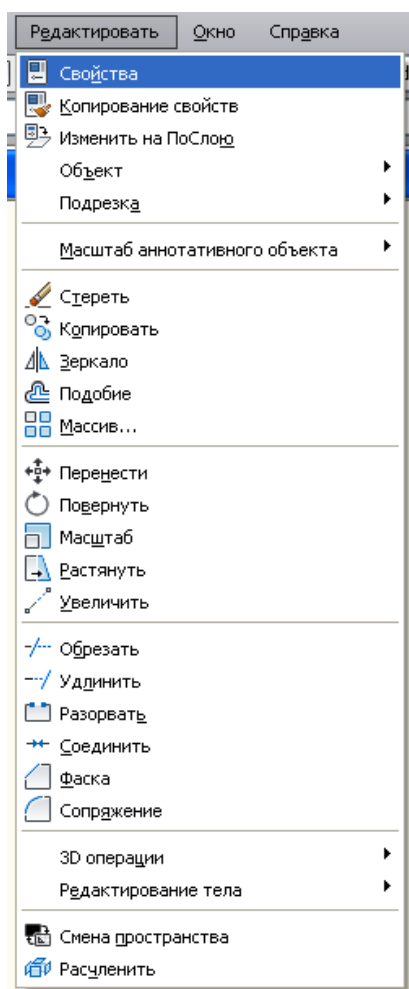 Редактировать Окно Справка
Свойства
Копирование свойств
Изменить на ПоСлою
Объект
Подрезка
Масштаб аннотативного объекта
Стереть
Копировать
Зеркало
Подобие
Массив...
Перенести
Повернуть
Масштаб
Растянуть
Увеличить
Обрезать
Удлинить
Разорвать
Соединить
Фаска
Сопряжение
3D операции
Редактирование тела
Смена пространства
Расчленить